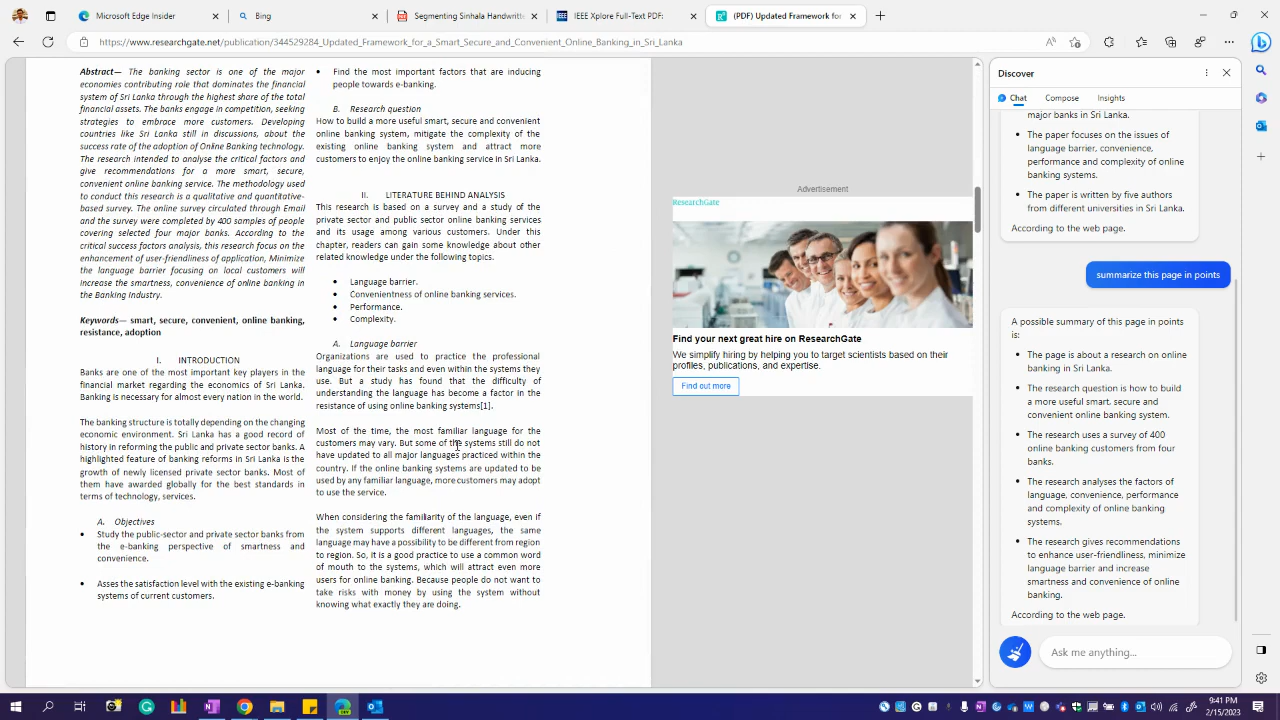 Microsoft Edge Insider
Bing
Segmenting Sinhala Handwritte
IEEE Xplore Full-Text PDF:
(PDF) Updated Framework for
https://www.researchgate.net/publication/344529284_Updated_Framework_for_a_Smart_Secure_and_Convenient_Online_Banking_in_Sri_Lanka
Abstract— The banking sector is one of the major
economies contributing role that dominates the financial
system of Sri Lanka through the highest share of the total
financial assets. The banks engage in competition, seeking
strategies to embrace more customers. Developing
countries like Sri Lanka still in discussions, about the
success rate of the adoption of Online Banking technology.
The research intended to analyse the critical factors and
give recommendations for a more smart, secure,
convenient online banking service. The methodology used
to conduct this research is a qualitative and quantitative-
based. The online survey circulated through Email
and the Survey were completed by 400 samples of people
covering selected four major banks. According to the
critical success factors analysis, this research focus on the
enhancement of user-friendliness of application, Minimize
the language barrier focusing on local customers will
increase the smartness, convenience of online banking in
the Banking Industry.
Keywords— smart, secure, convenient, online banking,
resistance, adoption
I. INTRODUCTION
Banks are one of the most important key players in the
financial market regarding the economics of Sri Lanka.
Banking is necessary for almost every nation in the world.
The banking structure is totally depending on the changing
economic environment. Sri Lanka has a good record of
history in reforming the public and private sector banks. A
highlighted feature of banking reforms in Sri Lanka is the
growth of newly licensed private sector banks. Most of
them have awarded globally for the best standards in
terms of technology, services.
A. Objectives
• Study the public-sector and private sector banks from
the e-banking perspective of smartness and
convenience.
• Asses the satisfaction level with the existing e-banking
systems of current customers.
• Find the most important factors that are inducing
people towards e-banking.
B. Research question
How to build a more useful smart, secure and convenient
online banking system, mitigate the complexity of the
existing online banking system and attract more
customers to enjoy the online banking service in Sri Lanka.
II. LITERATURE BEHIND ANALYSIS
This research is based on a survey and a study of the
private sector and public sector online banking services
and its usage among various customers. Under this
chapter, readers can gain some knowledge about other
related knowledge under the following topics.
• Language barrier.
• Convenientness of online banking services.
• Performance.
• Complexity.
A. Language barrier
Organizations are used to practice the professional
language for their tasks and even within the systems they
use. But a study has found that the difficulty of
understanding the language has become a factor in the
resistance of using online banking systems[1].
Most of the time, the most familiar language for the
customers may vary. But some of the systems still do not
have updated to all major languages practiced within the
country. If the online banking systems are updated to be
used by any familiar language, more customers may adopt
to use the service.
When considering the familiarity of the language, even if
the system supports different languages, the same
language may have a possibility to be different from region
to region. So, it is a good practice to use a common word
of mouth to the systems, which will attract even more
users for online banking. Because people do not want to
take risks with money by using the system without
knowing what exactly they are doing.
Advertisement
ResearchGate
Find your next great hire on ResearchGate
We simplify hiring by helping you to target scientists based on their
profiles, publications, and expertise.
Find out more
Discover
Chat
Compose
Insights
major banks in Sri Lanka.
• The paper focuses on the issues of
language barrier, convenience,
performance and complexity of
online banking systems.
• The paper is written by five authors
from different universities in Sri Lanka.
According to the web page.
summarize this page in points
A possible summary of this page in points
is:
• The page is about a research on online
banking in Sri Lanka.
• The research question is how to build
a more useful smart, secure and
convenient online banking system.
• The research uses a survey of 400
online banking customers from four
banks.
• The research analyses the factors of
language, convenience, performance
and complexity of online banking
systems.
• The research gives recommendations
to enhance user-friendliness, minimize
language barrier and increase
smartness and convenience of online
banking.
According to the web page.
Ask me anything...
9:41 PM
2/15/2023